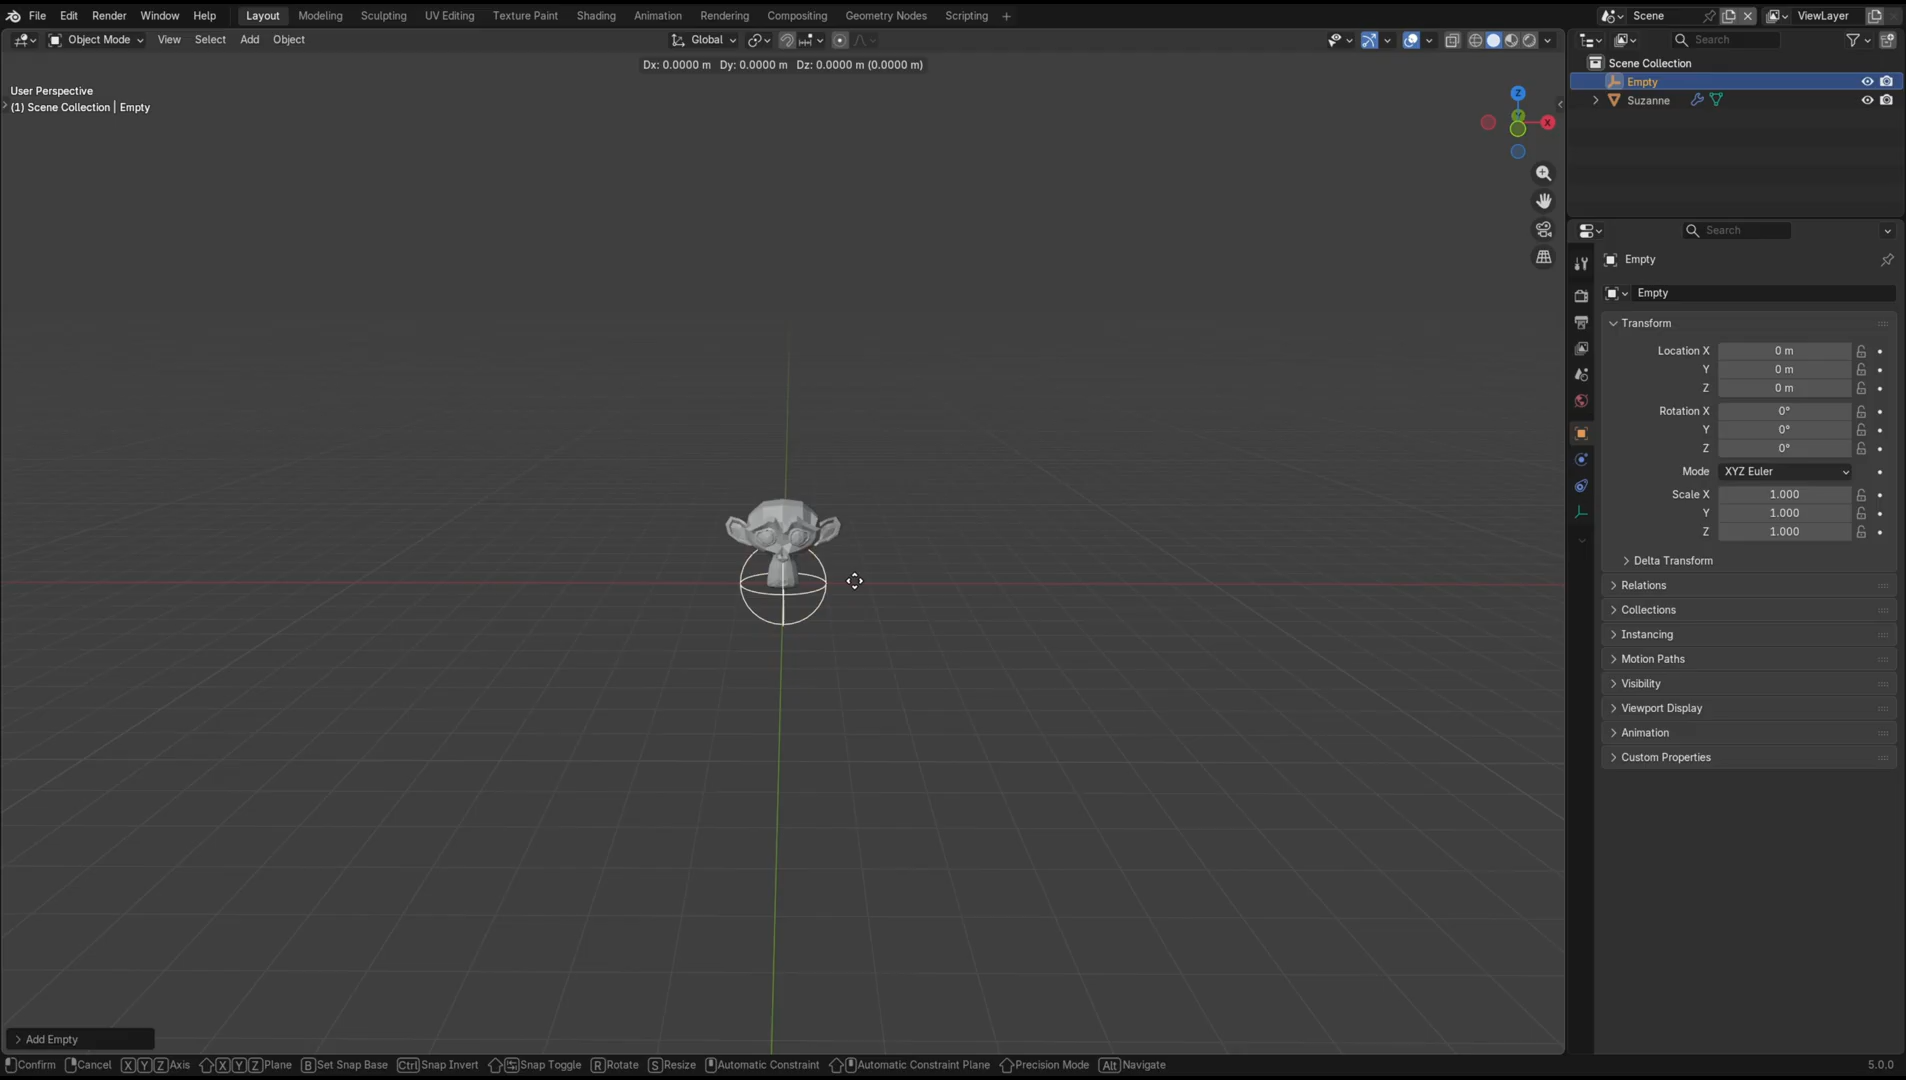 File Edit Render Window Help Layout Modeling Sculpting UV Editing Texture Paint Shading Animation Rendering Compositing Geometry Nodes Scripting + Scene ViewLayer
Object Mode View Select Add Object Global Search
Dx: 0.0000 m Dy: 0.0000 m Dz: 0.0000 m (0.0000 m)
User Perspective
(1) Scene Collection | Empty
Z
X
Scene Collection
Empty
Suzanne
Search
Empty
Empty
Transform
Location X 0 m
Y 0 m
Z 0 m
Rotation X 0°
Y 0°
Z 0°
Mode XYZ Euler
Scale X 1.000
Y 1.000
Z 1.000
Delta Transform
Relations
Collections
Instancing
Motion Paths
Visibility
Viewport Display
Animation
Custom Properties
Add Empty
Confirm Cancel X Y Z Axis X Y Z Plane B Set Snap Base Ctrl Snap Invert Snap Toggle R Rotate S Resize Automatic Constraint Automatic Constraint Plane Precision Mode Alt Navigate 5.0.0